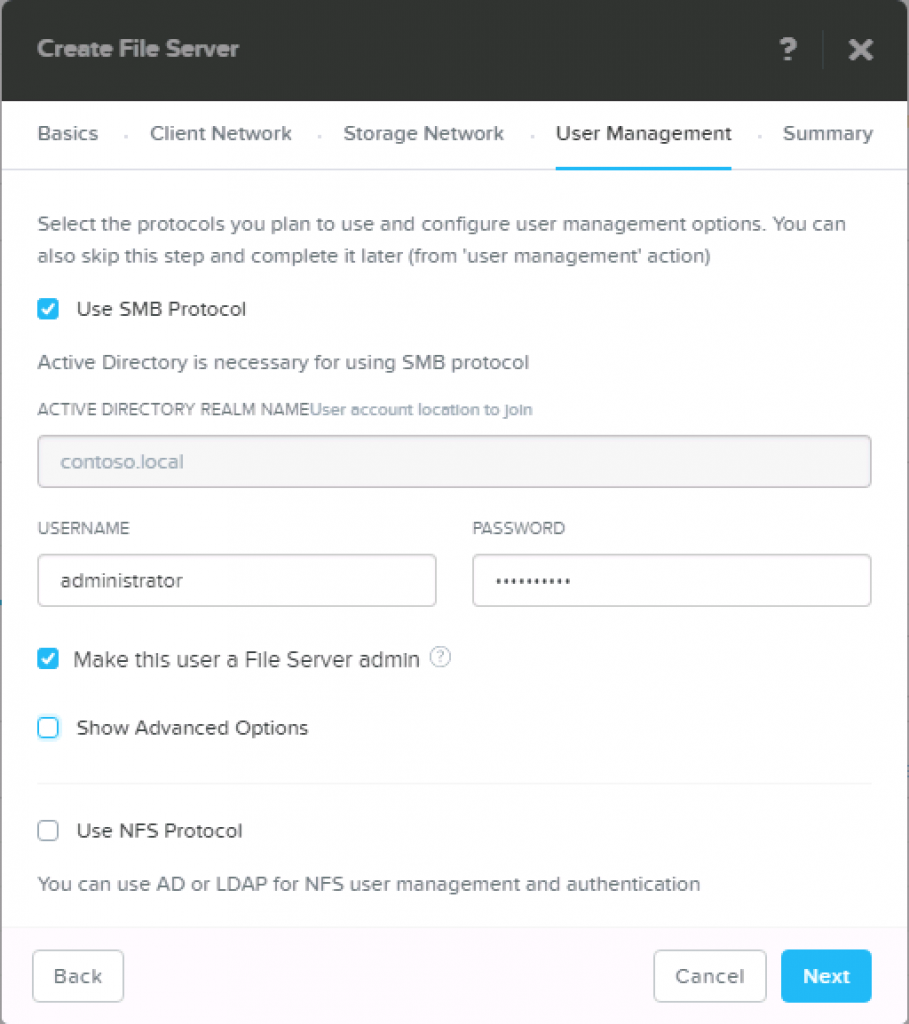 Create File Server ?
Basics · Client Network · Storage Network · User Management · Summary
Select the protocols you plan to use and configure user management options. You can
also skip this step and complete it later (from 'user management' action)
Use SMB Protocol
Active Directory is necessary for using SMB protocol
ACTIVE DIRECTORY REALM NAMEUser account location to join
contoso.local
USERNAME PASSWORD
administrator ••••••••••
Make this user a File Server admin ?
Show Advanced Options
Use NFS Protocol
You can use AD or LDAP for NFS user management and authentication
Back Cancel Next